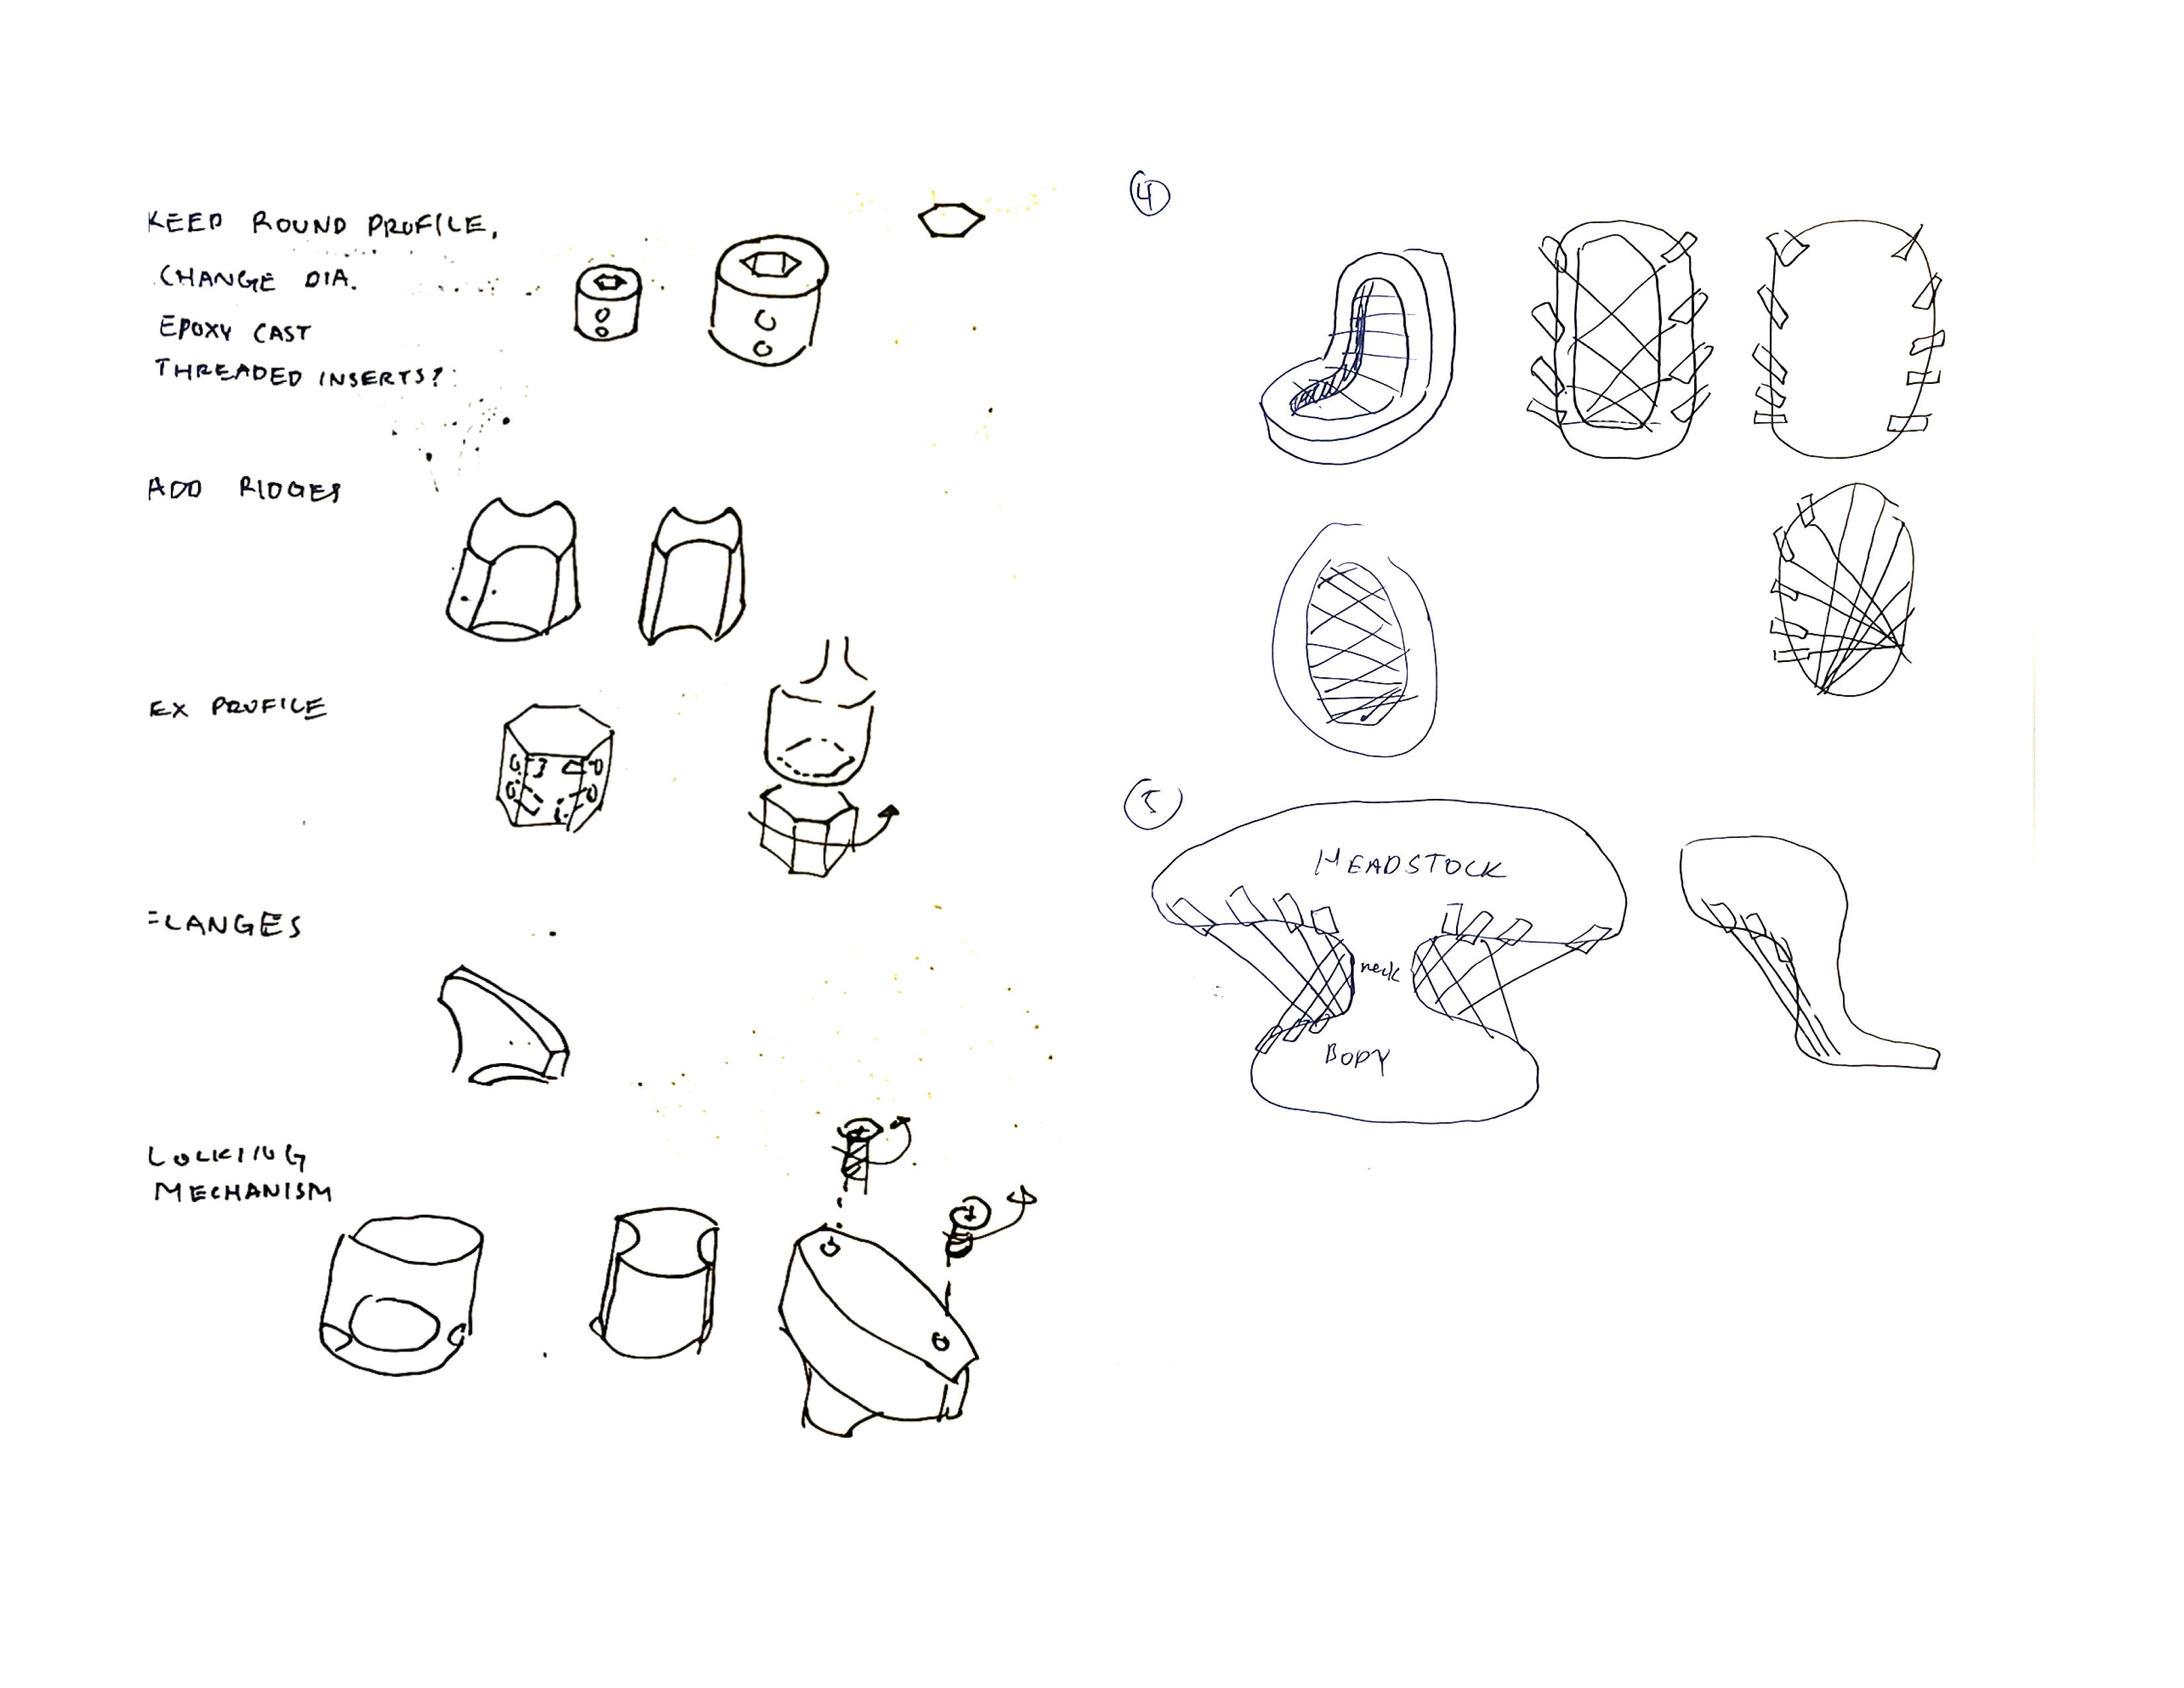 KEEP ROUND PROFILE,
CHANGE DIA.
EPOXY CAST
THREADED INSERTS?
ADD RIDGES
EX PROFILE
FLANGES
LOCKING
MECHANISM
4
5
HEADSTOCK
neck
BODY